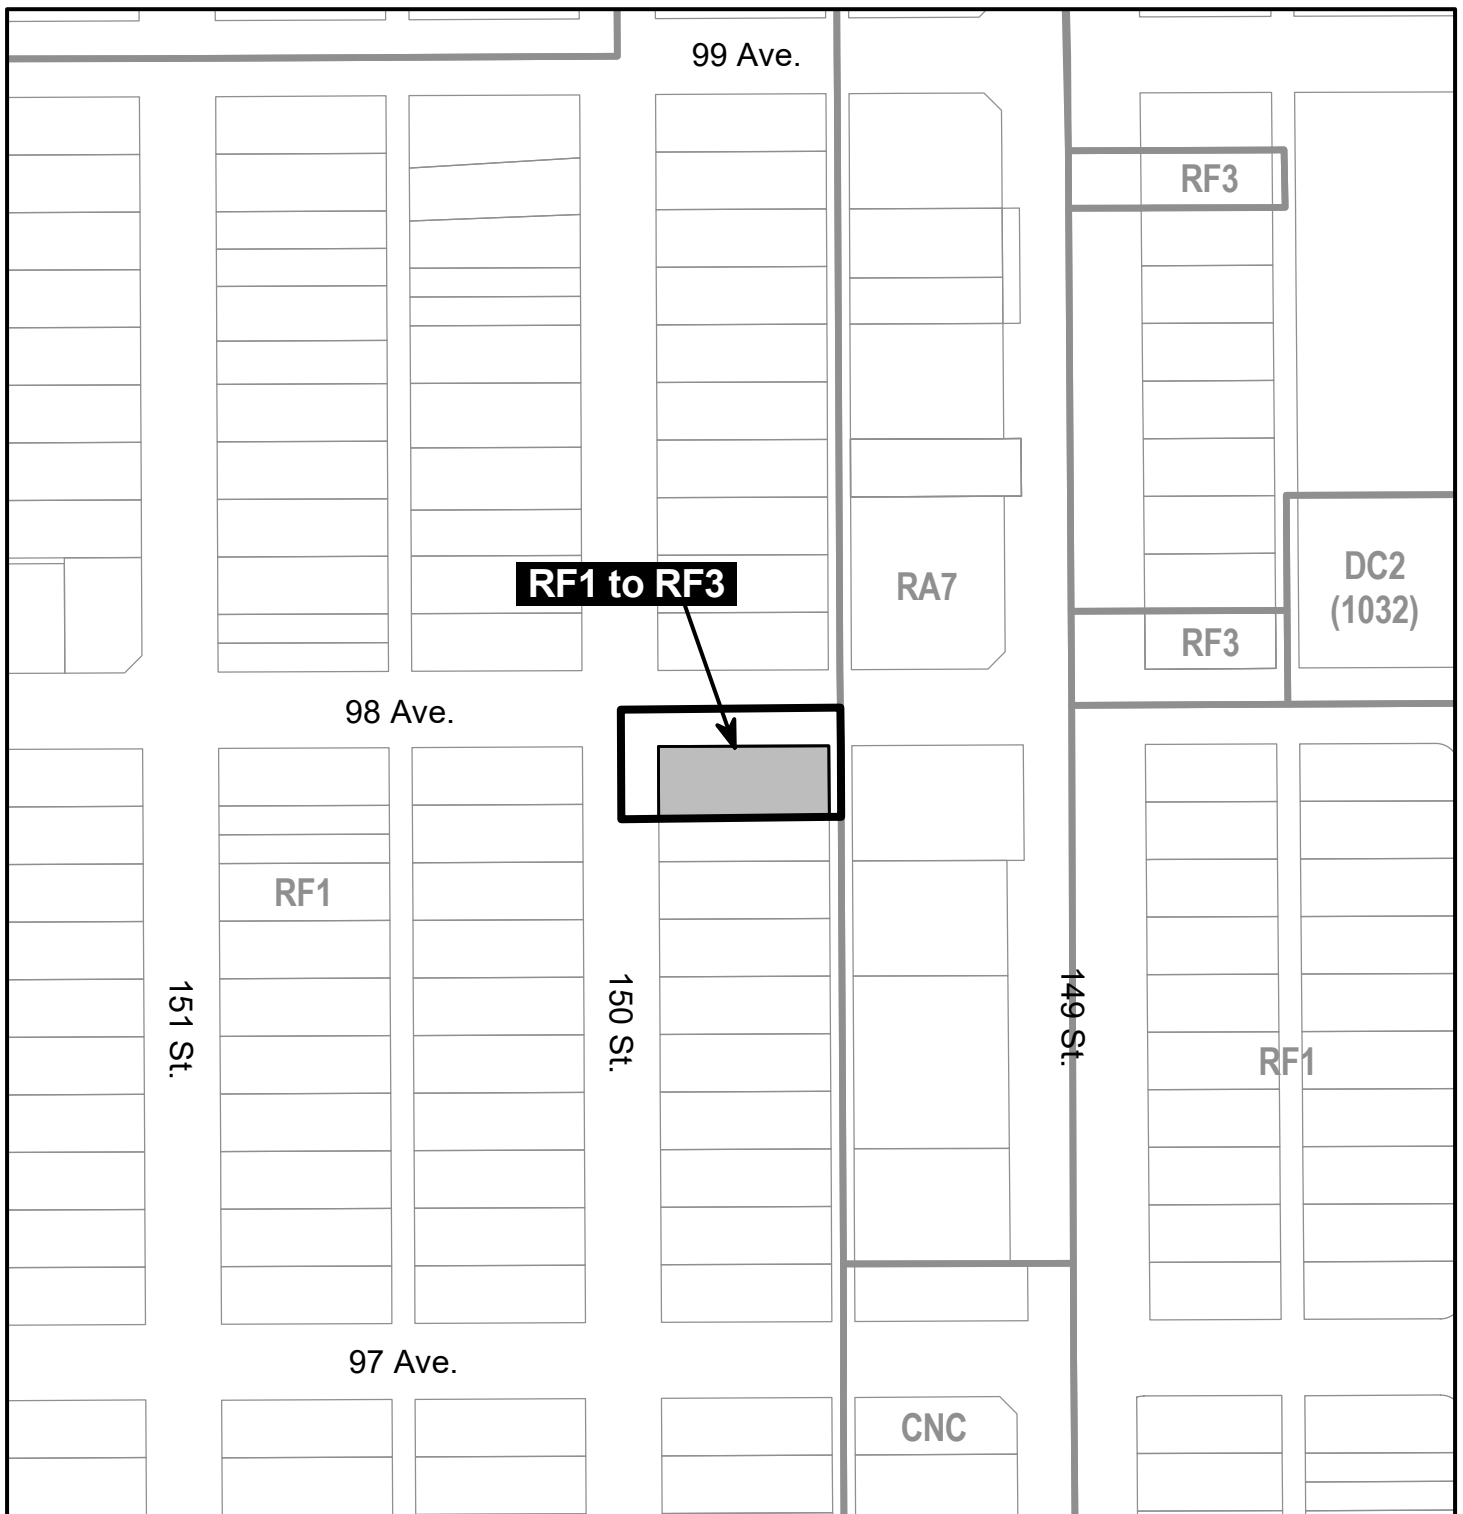 99 Ave.
RF3
RF1 to RF3
RA7
DC2
(1032)
RF3
98 Ave.
RF1
151 St.
150 St.
149 St.
RF1
97 Ave.
CNC